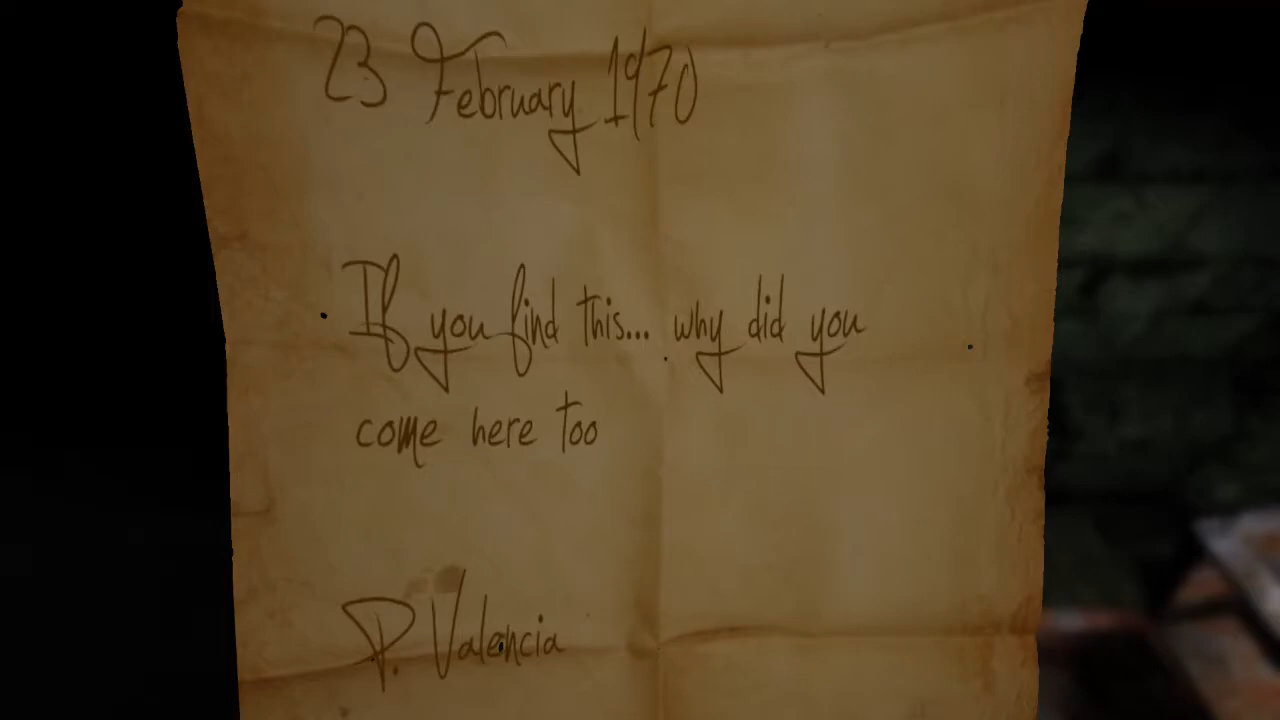 23 February 1970
If you find this... why did you
come here too
P. Valencia